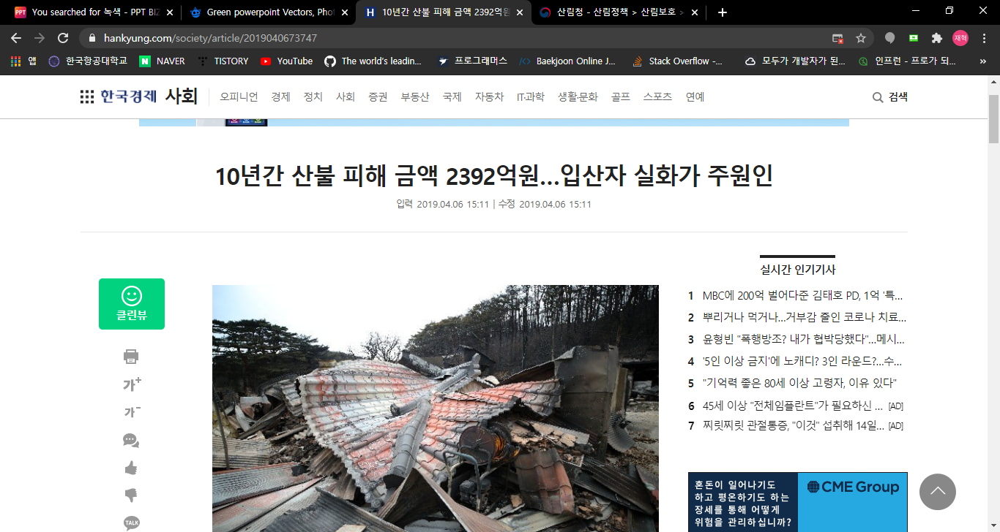 PPT You searched for 녹색 - PPT BIZ
Green powerpoint Vectors, Phot
H 10년간 산불 피해 금액 2392억원
산림청 - 산림정책 > 산림보호 >
hankyung.com/society/article/2019040673747
재혁
앱 한국항공대학교 N NAVER TISTORY YouTube The world's leadin... 프로그래머스 </> Baekjoon Online J... Stack Overflow -... 모두가 개발자가 된... 인프런 - 프로가 되... »
한국경제 사회 오피니언 경제 정치 사회 증권 부동산 국제 자동차 IT·과학 생활·문화 골프 스포츠 연예 검색
10년간 산불 피해 금액 2392억원…입산자 실화가 주원인
입력 2019.04.06 15:11 | 수정 2019.04.06 15:11
클린뷰
가+
가-
TALK
실시간 인기기사
1 MBC에 200억 벌어다준 김태호 PD, 1억 '특...
2 뿌리거나 먹거나…거부감 줄인 코로나 치료...
3 윤형빈 "폭행방조? 내가 협박당했다"…메시...
4 '5인 이상 금지'에 노캐디? 3인 라운드?…수...
5 "기억력 좋은 80세 이상 고령자, 이유 있다"
6 45세 이상 "전체임플란트"가 필요하신 ... [AD]
7 찌릿찌릿 관절통증, "이것" 섭취해 14일... [AD]
혼돈이 일어나기도
하고 평온하기도 하는
장세를 통해 어떻게
위험을 관리하십니까?
CME Group